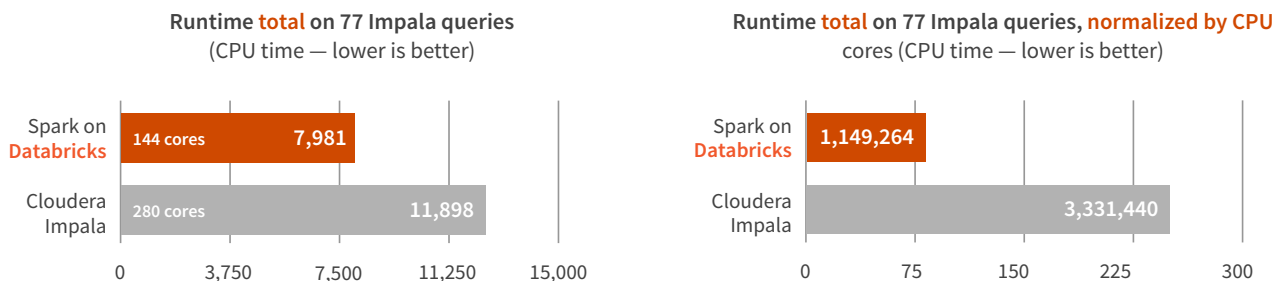 Runtime total on 77 Impala queries
(CPU time — lower is better)
Spark on
Databricks
144 cores
7,981
Cloudera
Impala
280 cores
11,898
0
3,750
7,500
11,250
15,000
Runtime total on 77 Impala queries, normalized by CPU
cores (CPU time — lower is better)
Spark on
Databricks
1,149,264
Cloudera
Impala
3,331,440
0
75
150
225
300